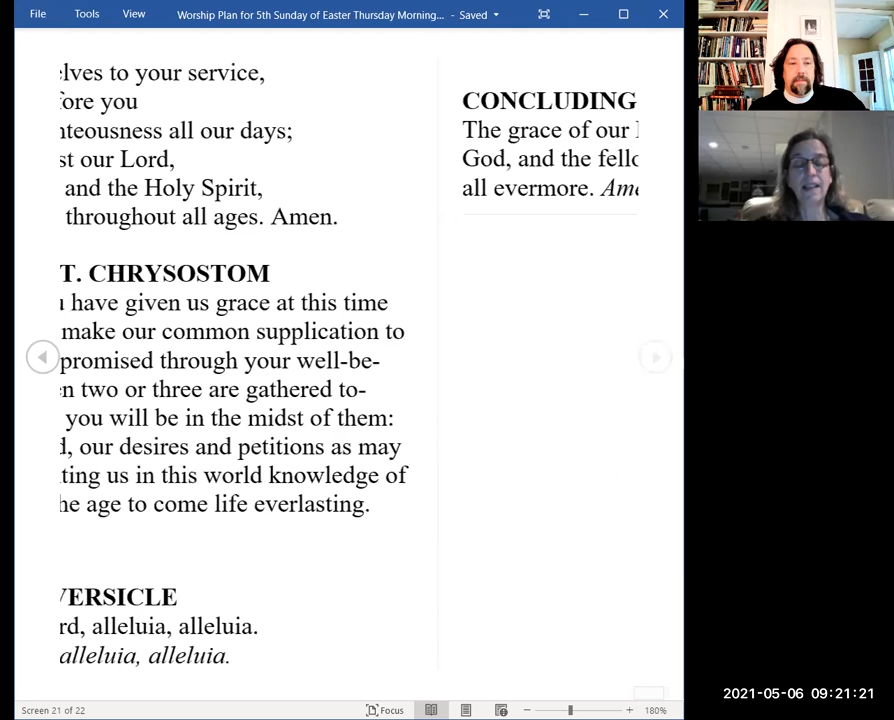 File Tools View Worship Plan for 5th Sunday of Easter Thursday Morning... - Saved
elves to your service,
fore you
hteousness all our days;
st our Lord,
and the Holy Spirit,
throughout all ages. Amen.
T. CHRYSOSTOM
have given us grace at this time
make our common supplication to
promised through your well-be-
en two or three are gathered to-
you will be in the midst of them:
d, our desires and petitions as may
ting us in this world knowledge of
he age to come life everlasting.
VERSICLE
rd, alleluia, alleluia.
alleluia, alleluia.
CONCLUDING
The grace of our
God, and the fello
all evermore. Ame
Screen 21 of 22 Focus 180%
2021-05-06 09:21:21